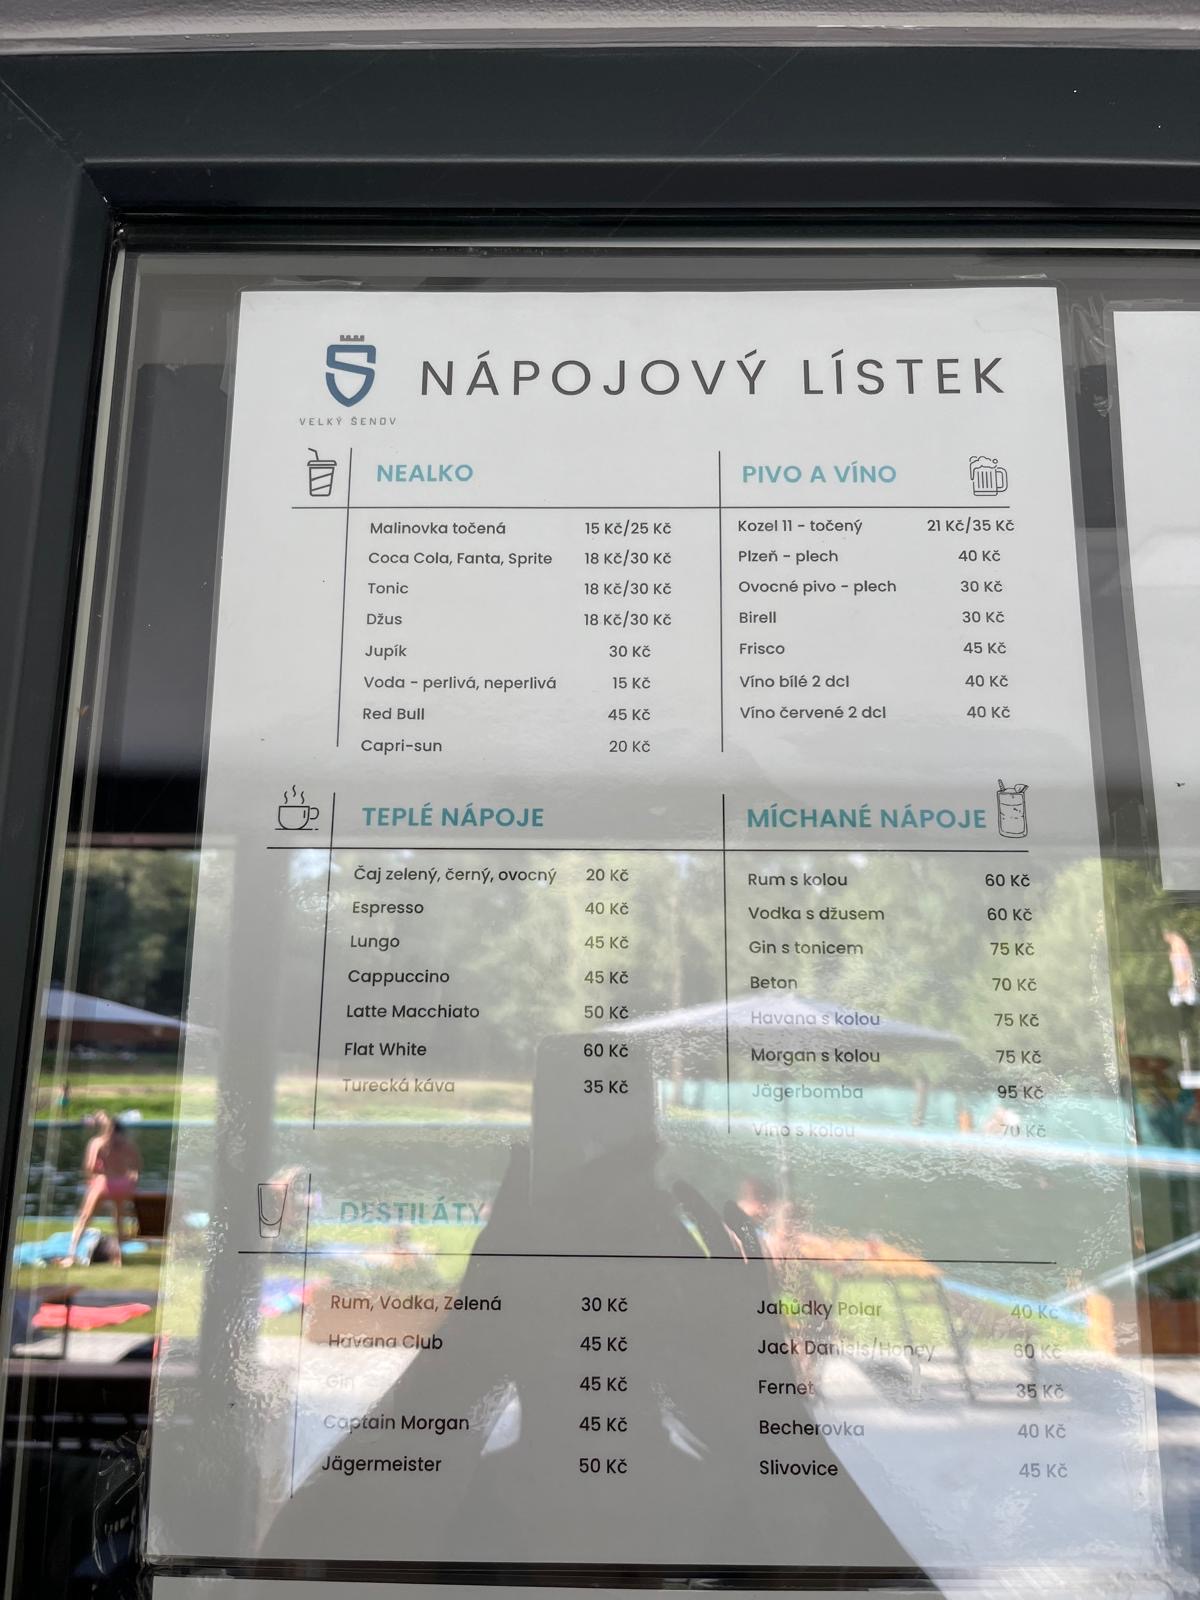 NÁPOJOVÝ LÍSTEK
VELKÝ ŠENOV
NEALKO
Malinovka točená 15 Kč/25 Kč
Coca Cola, Fanta, Sprite 18 Kč/30 Kč
Tonic 18 Kč/30 Kč
Džus 18 Kč/30 Kč
Jupík 30 Kč
Voda - perlivá, neperlivá 15 Kč
Red Bull 45 Kč
Capri-sun 20 Kč
PIVO A VÍNO
Kozel 11 - točený 21 Kč/35 Kč
Plzeň - plech 40 Kč
Ovocné pivo - plech 30 Kč
Birell 30 Kč
Frisco 45 Kč
Víno bílé 2 dcl 40 Kč
Víno červené 2 dcl 40 Kč
TEPLÉ NÁPOJE
Čaj zelený, černý, ovocný 20 Kč
Espresso 40 Kč
Lungo 45 Kč
Cappuccino 45 Kč
Latte Macchiato 50 Kč
Flat White 60 Kč
Turecká káva 35 Kč
MÍCHANÉ NÁPOJE
Rum s kolou 60 Kč
Vodka s džusem 60 Kč
Gin s tonicem 75 Kč
Beton 70 Kč
Havana s kolou 75 Kč
Morgan s kolou 75 Kč
Jägerbomba 95 Kč
Víno s kolou 70 Kč
DESTILÁTY
Rum, Vodka, Zelená 30 Kč
Havana Club 45 Kč
Gin 45 Kč
Captain Morgan 45 Kč
Jägermeister 50 Kč
Jahůdky Polar 40 Kč
Jack Daniels/Honey 60 Kč
Fernet 35 Kč
Becherovka 40 Kč
Slivovice 45 Kč